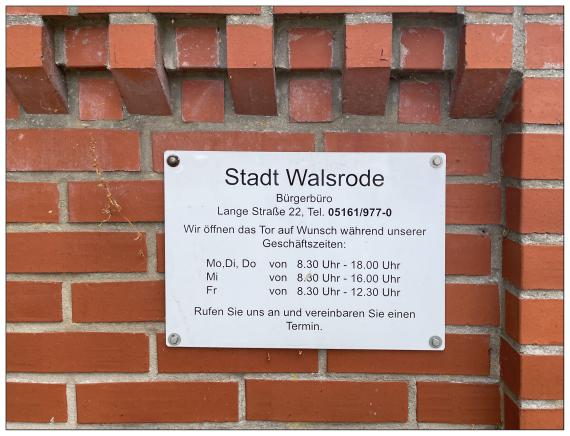 Stadt Walsrode
Bürgerbüro
Lange Straße 22, Tel. 05161/977-0
Wir öffnen das Tor auf Wunsch während unserer
Geschäftszeiten:
Mo,Di, Do von 8.30 Uhr - 18.00 Uhr
Mi von 8.30 Uhr - 16.00 Uhr
Fr von 8.30 Uhr - 12.30 Uhr
Rufen Sie uns an und vereinbaren Sie einen
Termin.